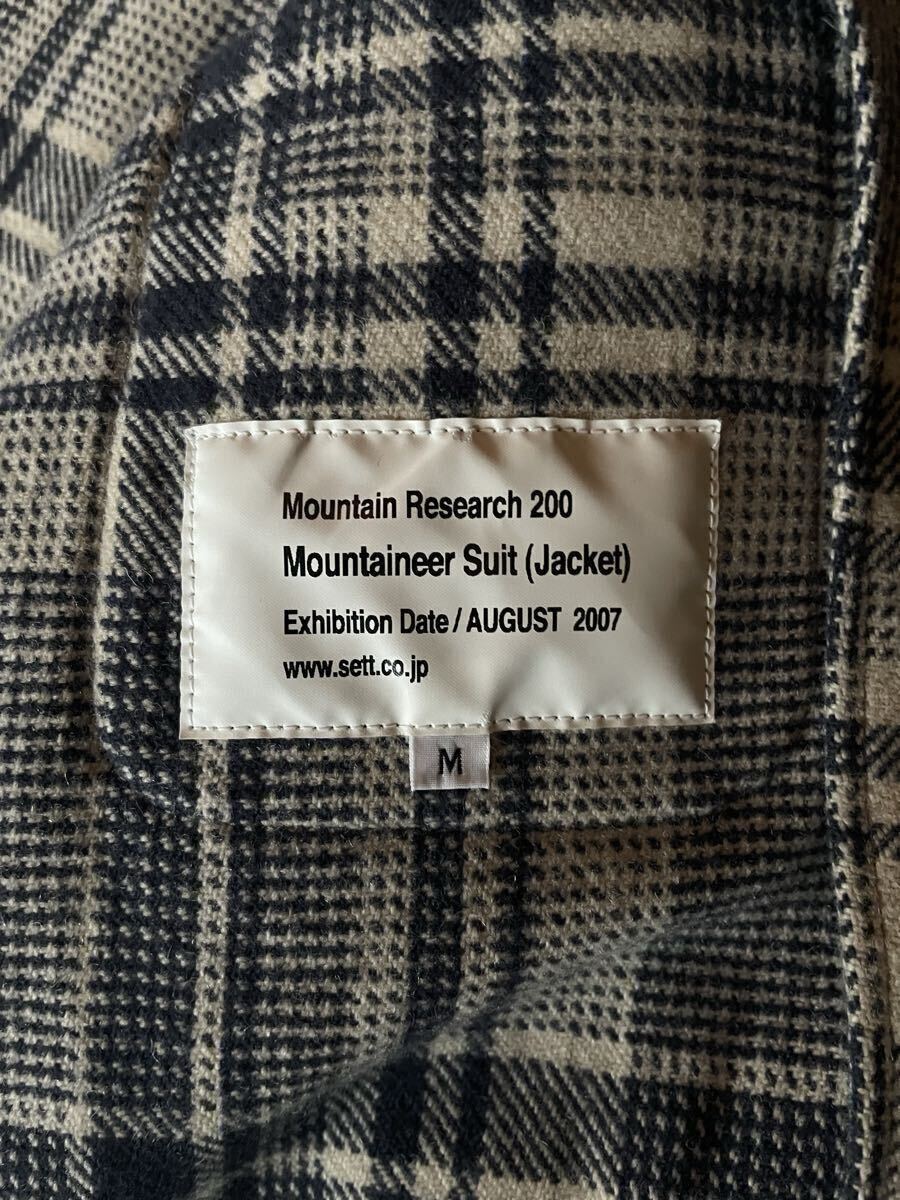 Mountain Research 200
Mountaineer Suit (Jacket)
Exhibition Date / AUGUST 2007
www.sett.co.jp
M